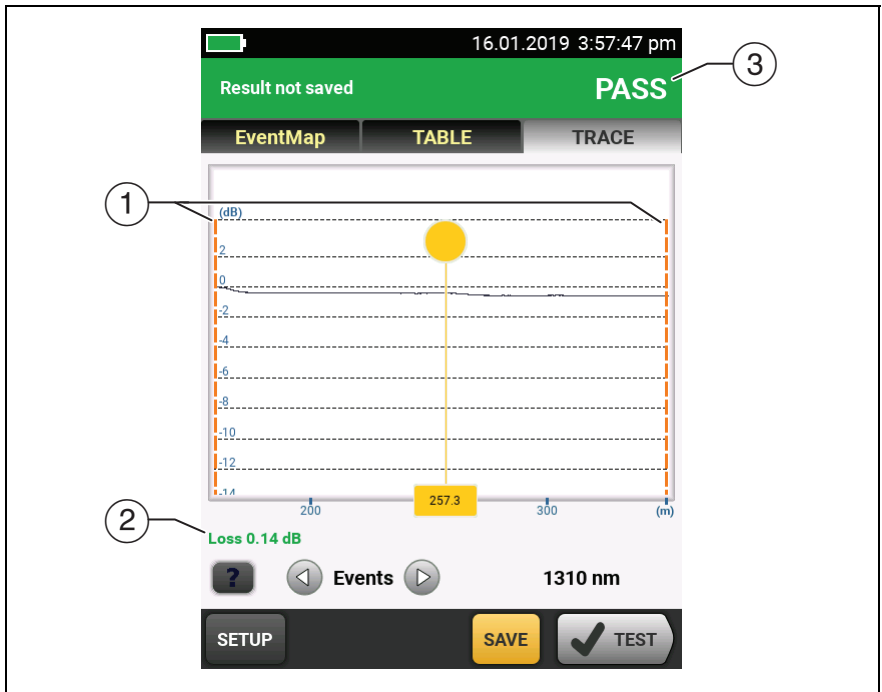 16.01.2019 3:57:47 pm
Result not saved PASS
3
EventMap TABLE TRACE
1
(dB)
2
0
-2
-4
-6
-8
-10
-12
-14
257.3
200 300 (m)
2
Loss 0.14 dB
? Events 1310 nm
SETUP SAVE TEST